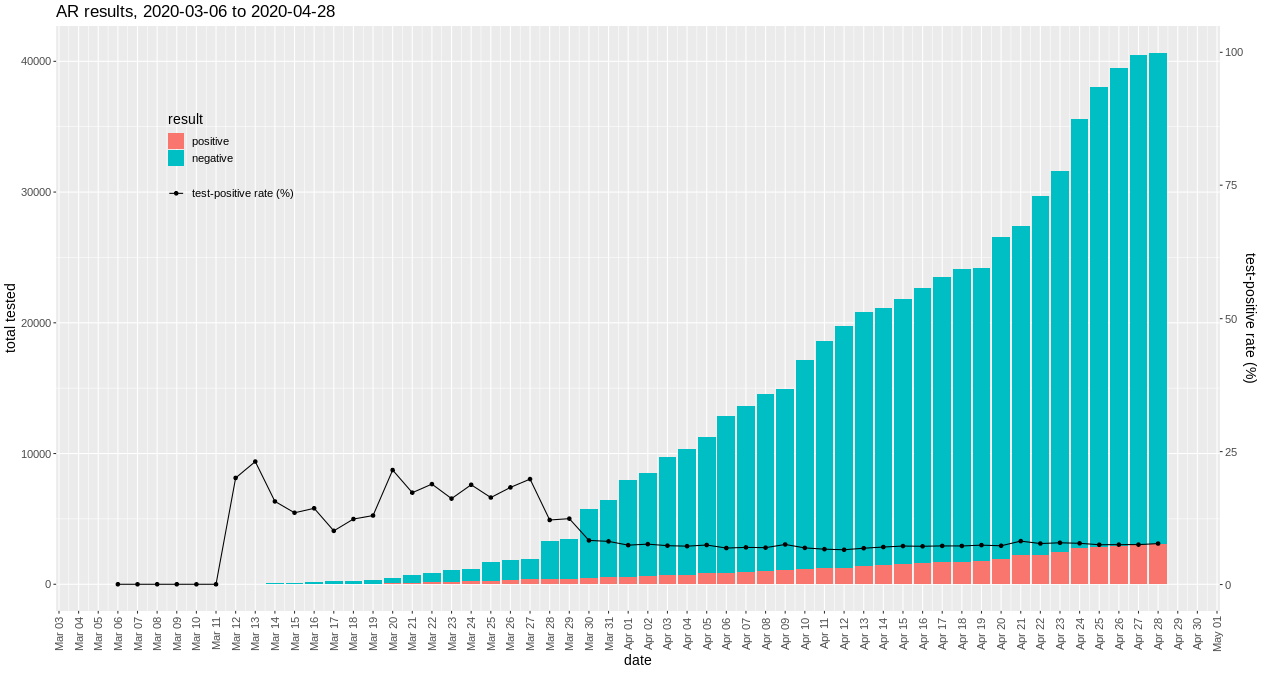 AR results, 2020-03-06 to 2020-04-28
total tested
40000
30000
20000
10000
0
result
positive
negative
test-positive rate (%)
100
75
50
25
0
test-positive rate (%)
Mar 03
Mar 04
Mar 05
Mar 06
Mar 07
Mar 08
Mar 09
Mar 10
Mar 11
Mar 12
Mar 13
Mar 14
Mar 15
Mar 16
Mar 17
Mar 18
Mar 19
Mar 20
Mar 21
Mar 22
Mar 23
Mar 24
Mar 25
Mar 26
Mar 27
Mar 28
Mar 29
Mar 30
Mar 31
Apr 01
Apr 02
Apr 03
Apr 04
Apr 05
Apr 06
Apr 07
Apr 08
Apr 09
Apr 10
Apr 11
Apr 12
Apr 13
Apr 14
Apr 15
Apr 16
Apr 17
Apr 18
Apr 19
Apr 20
Apr 21
Apr 22
Apr 23
Apr 24
Apr 25
Apr 26
Apr 27
Apr 28
Apr 29
Apr 30
May 01
date